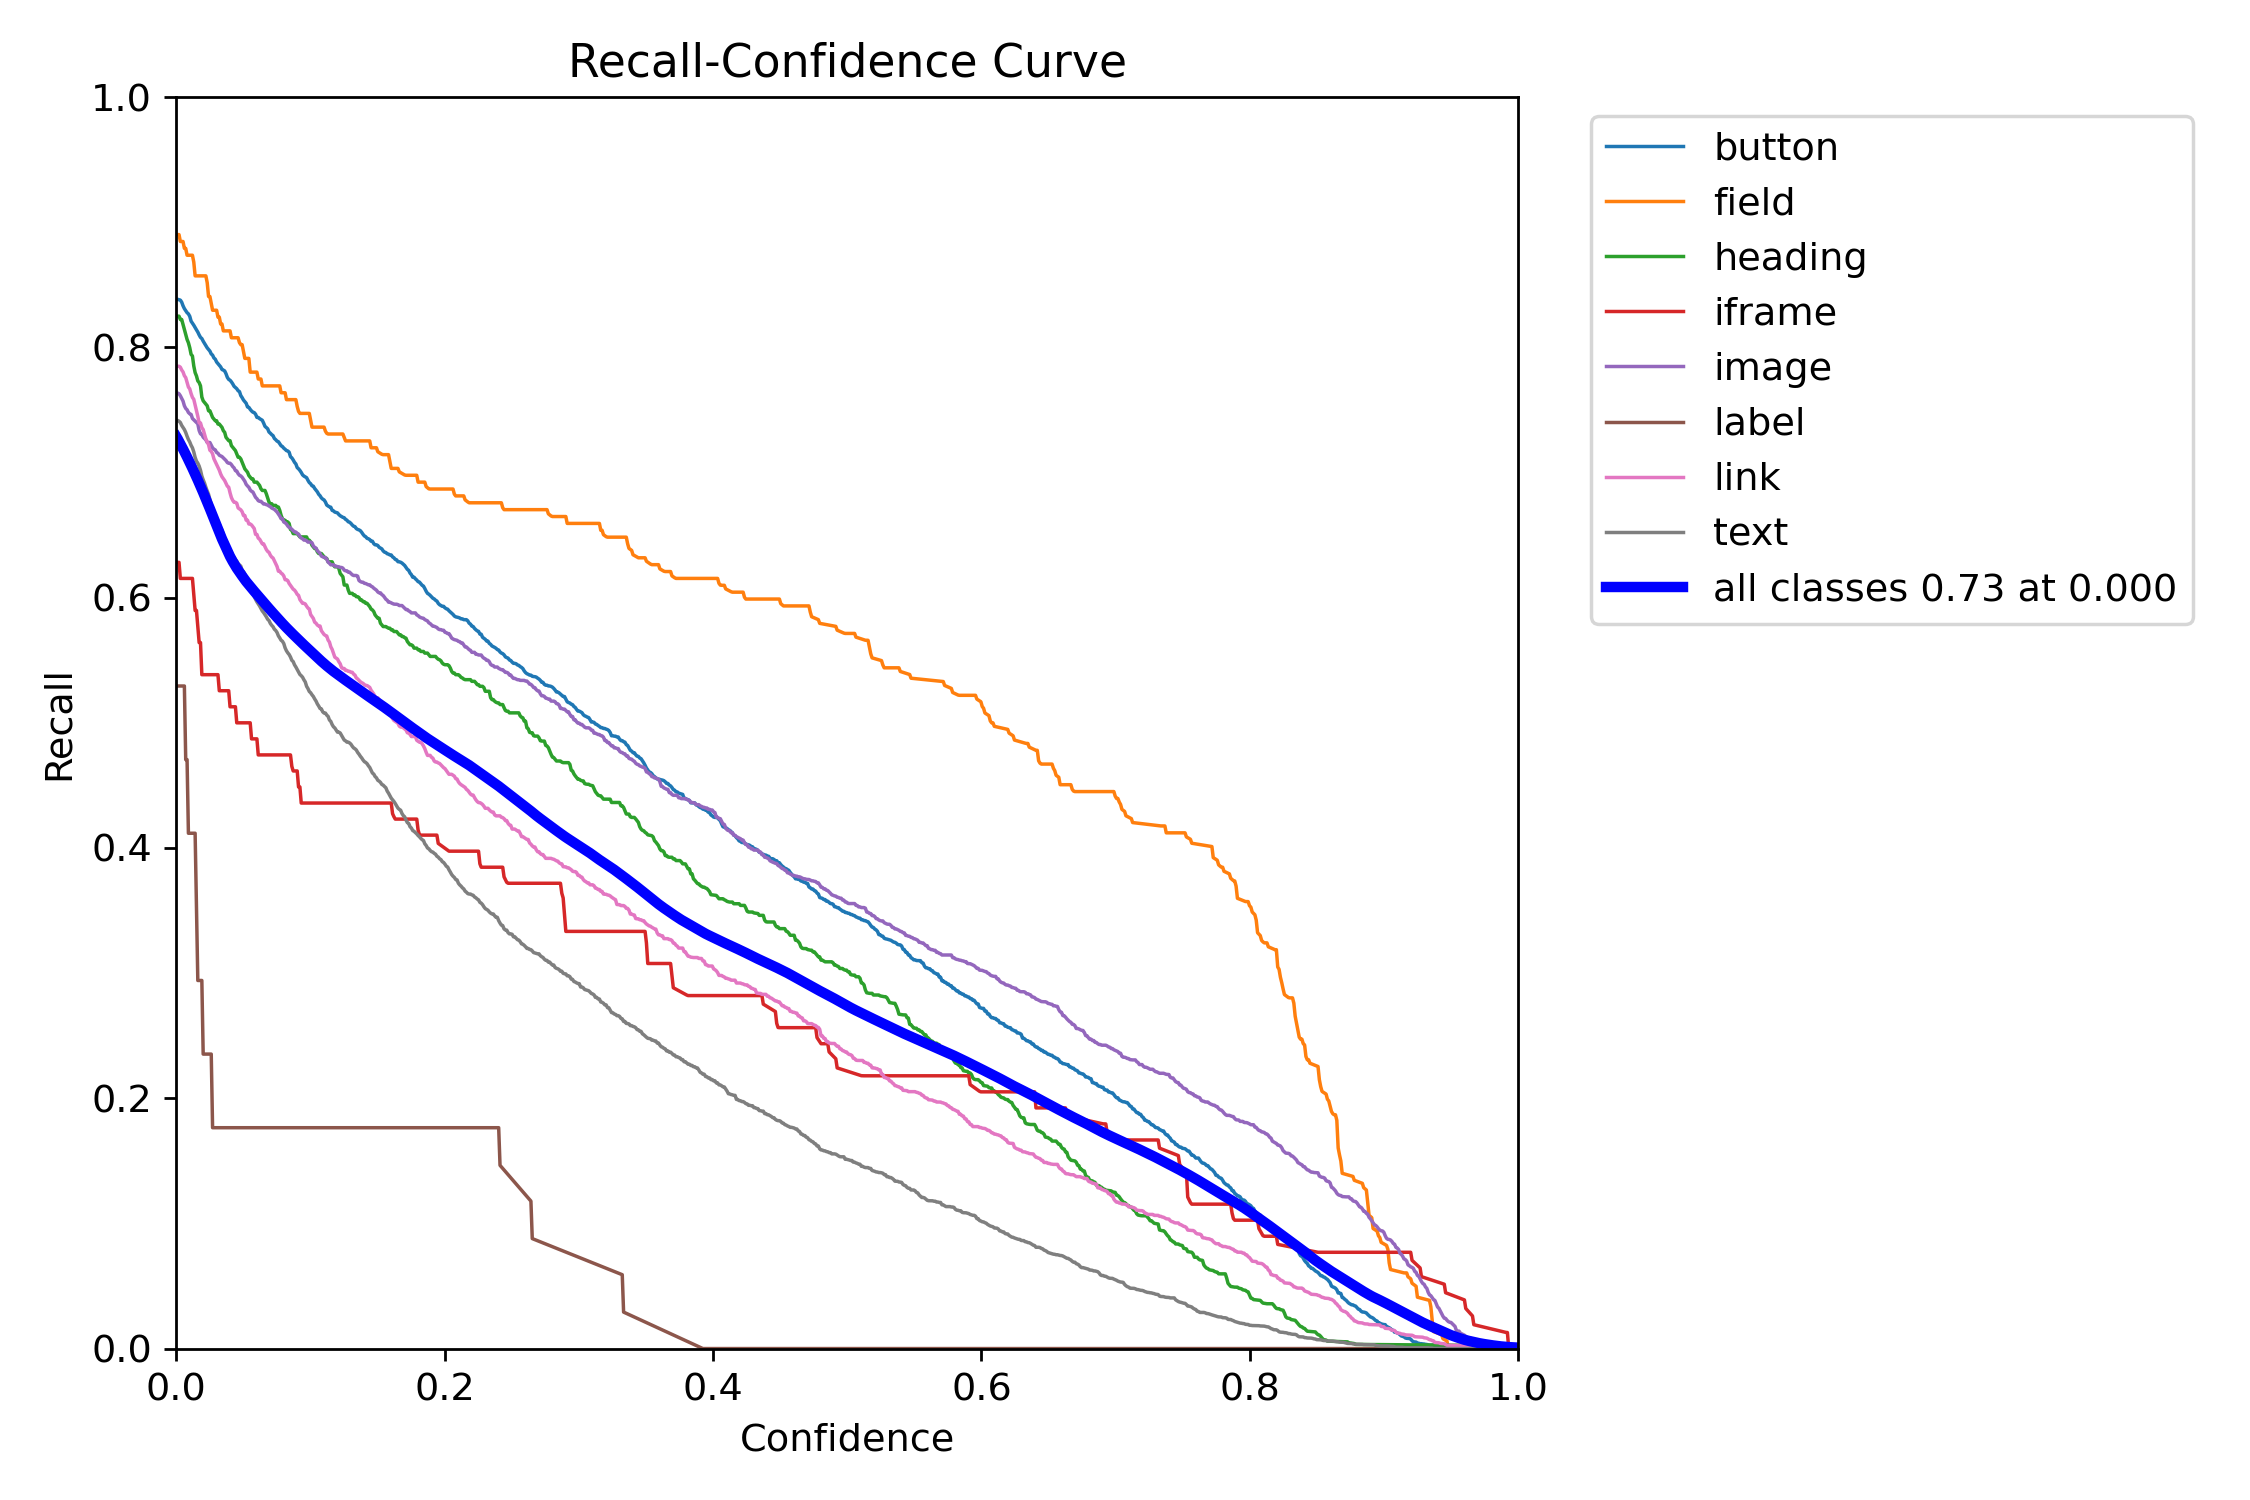 Recall-Confidence Curve
1.0
0.8
0.6
0.4
0.2
0.0
Recall
0.0 0.2 0.4 0.6 0.8 1.0
Confidence
button
field
heading
iframe
image
label
link
text
all classes 0.73 at 0.000